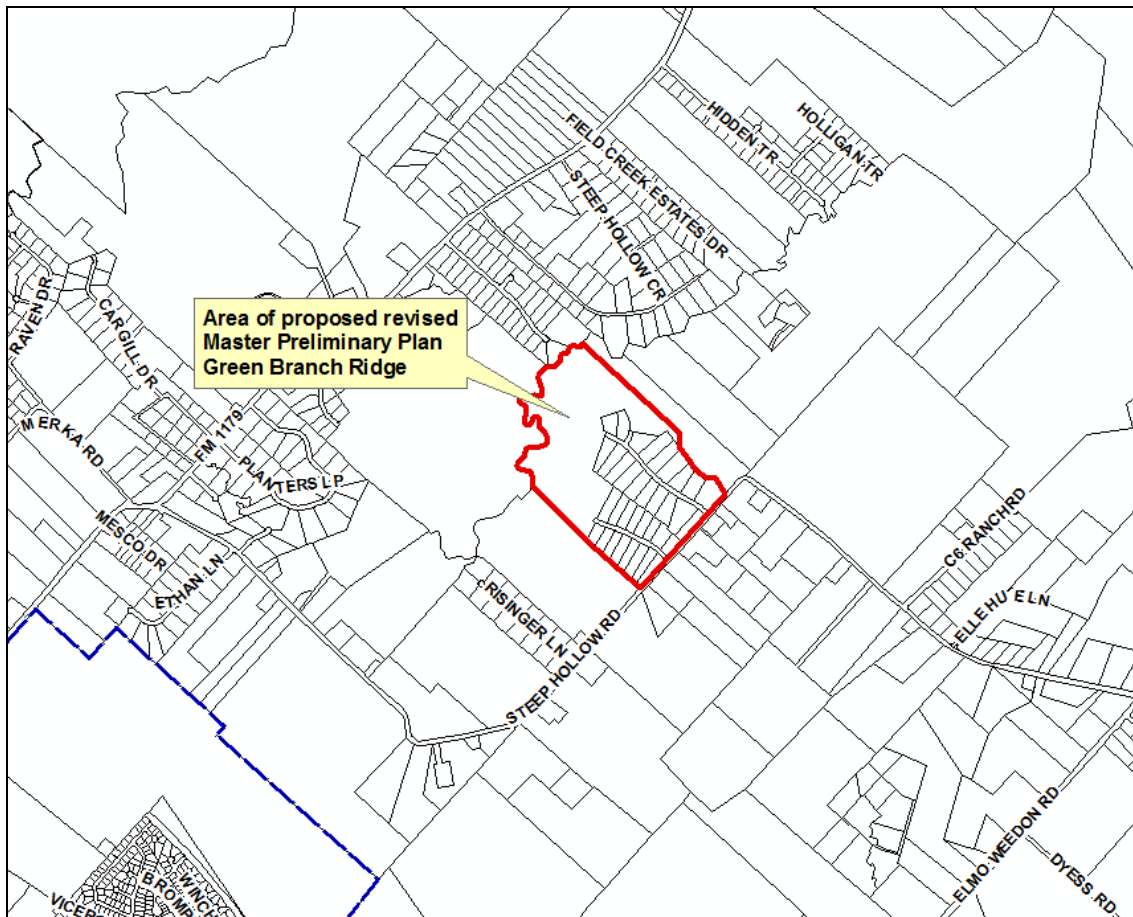 HIDDEN TR
HOLLIGAN TR
FIELD CREEK ESTATES DR
STEEP HOLLOW CR
RAVEN DR
CARGILL DR
Area of proposed revised
Master Preliminary Plan
Green Branch Ridge
MERKA RD
FM 1179
PLANTERS LP
MESCO DR
ETHAN LN
C6 RANCH RD
RISINGER LN
ELLEHUE LN
STEEP HOLLOW RD
ELMO WEEDON RD
DYESS RD